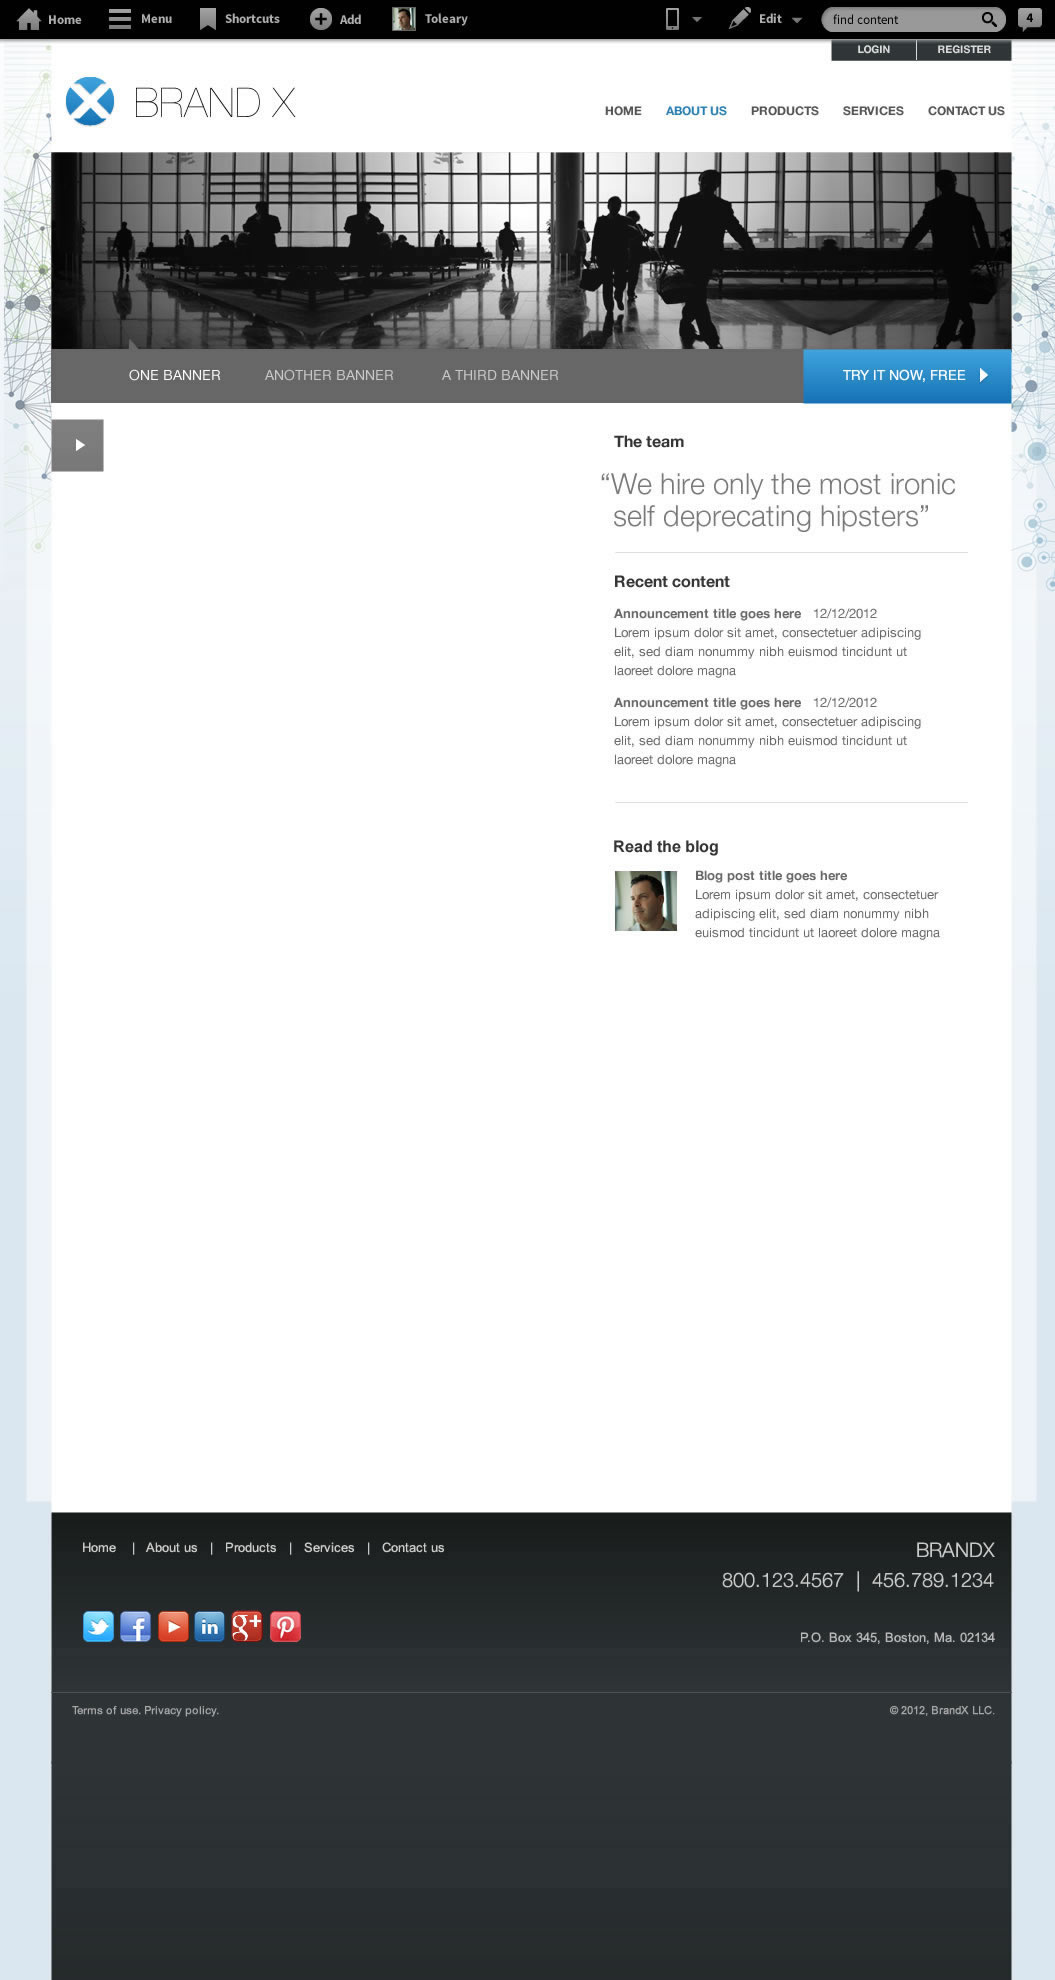 Home
Menu
Shortcuts
Add
Toleary
Edit
find content
4
LOGIN
REGISTER
BRAND X
HOME
ABOUT US
PRODUCTS
SERVICES
CONTACT US
ONE BANNER
ANOTHER BANNER
A THIRD BANNER
TRY IT NOW, FREE
The team
“We hire only the most ironic
self deprecating hipsters”
Recent content
Announcement title goes here 12/12/2012
Lorem ipsum dolor sit amet, consectetuer adipiscing
elit, sed diam nonummy nibh euismod tincidunt ut
laoreet dolore magna
Announcement title goes here 12/12/2012
Lorem ipsum dolor sit amet, consectetuer adipiscing
elit, sed diam nonummy nibh euismod tincidunt ut
laoreet dolore magna
Read the blog
Blog post title goes here
Lorem ipsum dolor sit amet, consectetuer
adipiscing elit, sed diam nonummy nibh
euismod tincidunt ut laoreet dolore magna
Home | About us | Products | Services | Contact us
BRANDX
800.123.4567 | 456.789.1234
f
in
g+
P.O. Box 345, Boston, Ma. 02134
Terms of use. Privacy policy.
© 2012, BrandX LLC.